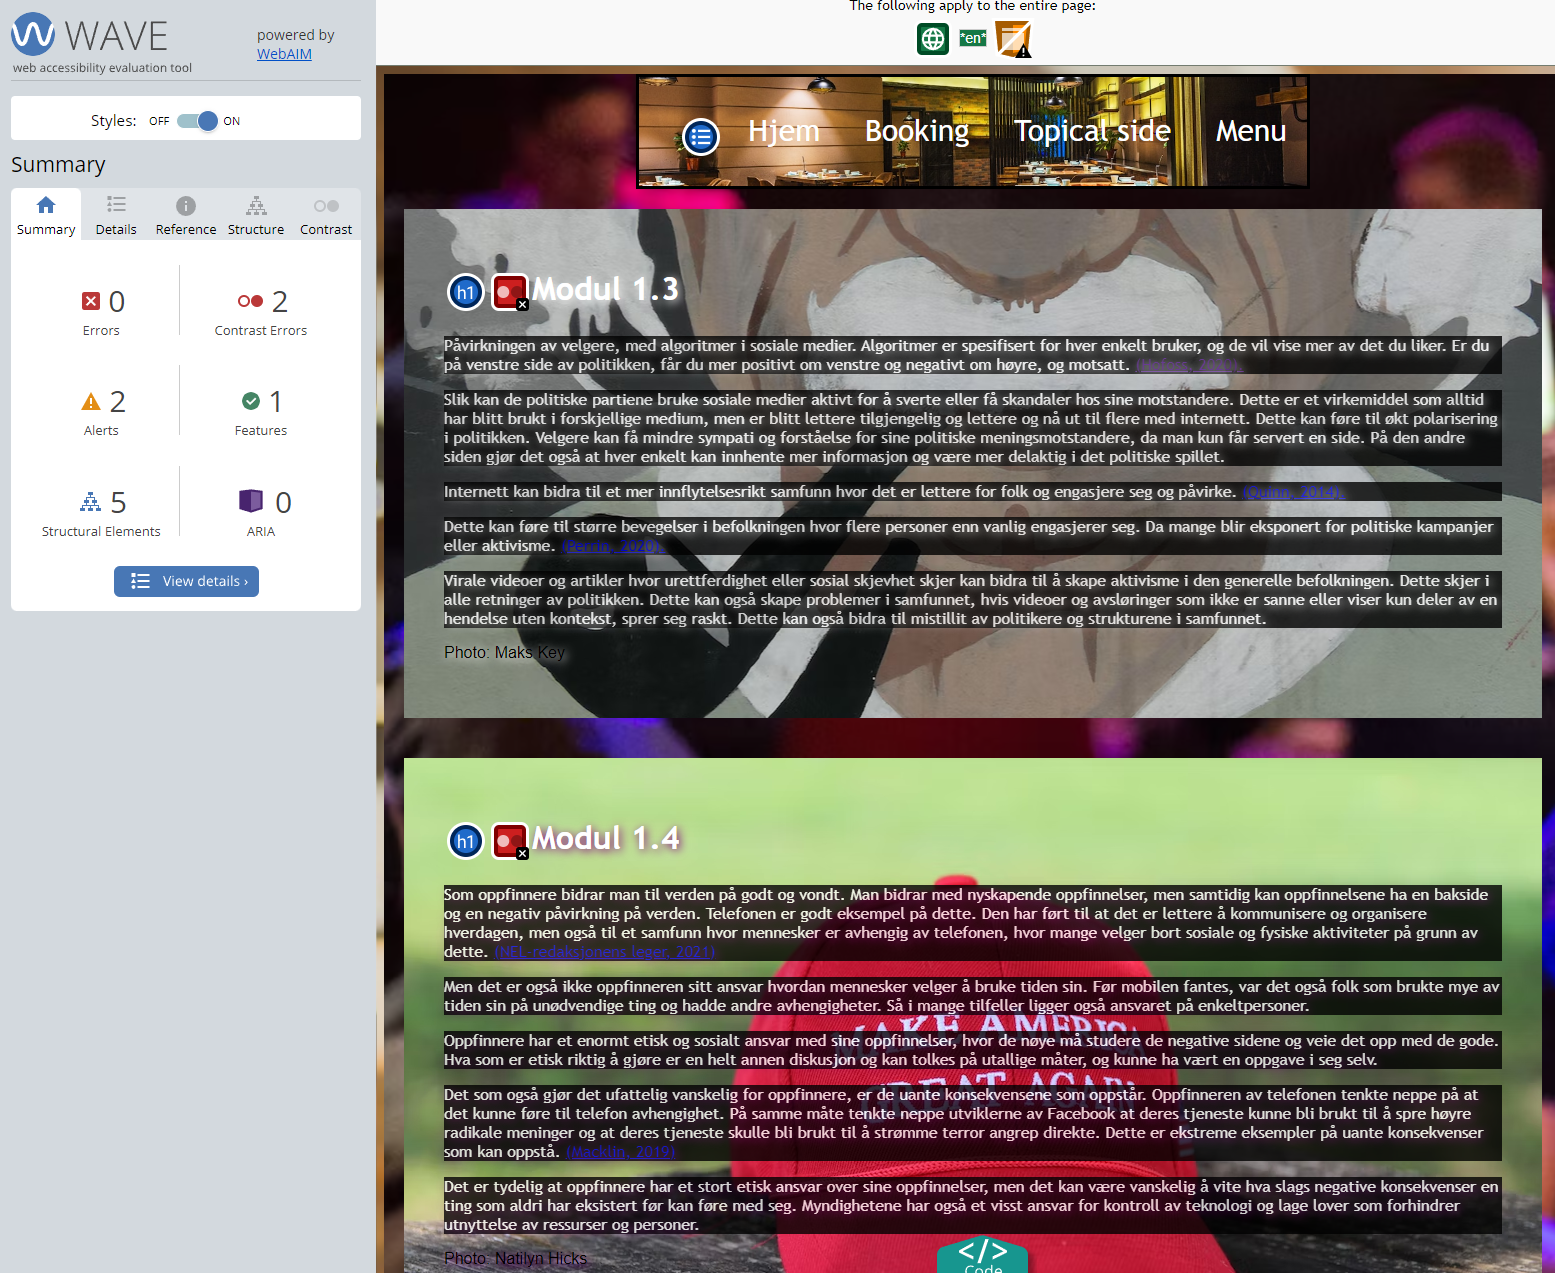 WAVE
powered by
WebAIM
web accessibility evaluation tool
Styles: OFF ON
Summary
Summary Details Reference Structure Contrast
0 2
Errors Contrast Errors
2 1
Alerts Features
5 0
Structural Elements ARIA
View details ›
The following apply to the entire page:
*en*
Hjem Booking Topical side Menu
h1 Modul 1.3
Påvirkningen av velgere, med algoritmer i sosiale medier. Algoritmer er spesifisert for hver enkelt bruker, og de vil vise mer av det du liker. Er du
på venstre side av politikken, får du mer positivt om venstre og negativt om høyre, og motsatt.
Slik kan de politiske partiene bruke sosiale medier aktivt for å sverte eller få skandaler hos sine motstandere. Dette er et virkemiddel som alltid
har blitt brukt i forskjellige medium, men er blitt lettere tilgjengelig og lettere og nå ut til flere med internett. Dette kan føre til økt polarisering
i politikken. Velgere kan få mindre sympati og forståelse for sine politiske meningsmotstandere, da man kun får servert en side. På den andre
siden gjør det også at hver enkelt kan innhente mer informasjon og være mer delaktig i det politiske spillet.
Internett kan bidra til et mer innflytelsesrikt samfunn hvor det er lettere for folk og engasjere seg og påvirke. (Quinn, 2014).
Dette kan føre til større bevegelser i befolkningen hvor flere personer enn vanlig engasjerer seg. Da mange blir eksponert for politiske kampanjer
eller aktivisme. (Perrin, 2020).
Virale videoer og artikler hvor urettferdighet eller sosial skjevhet skjer kan bidra til å skape aktivisme i den generelle befolkningen. Dette skjer i
alle retninger av politikken. Dette kan også skape problemer i samfunnet, hvis videoer og avsløringer som ikke er sanne eller viser kun deler av en
hendelse uten kontekst, sprer seg raskt. Dette kan også bidra til mistillit av politikere og strukturene i samfunnet.
Photo: Maks Key
h1 Modul 1.4
Som oppfinnere bidrar man til verden på godt og vondt. Man bidrar med nyskapende oppfinnelser, men samtidig kan oppfinnelsene ha en bakside
og en negativ påvirkning på verden. Telefonen er godt eksempel på dette. Den har ført til at det er lettere å kommunisere og organisere
hverdagen, men også til et samfunn hvor mennesker er avhengig av telefonen, hvor mange velger bort sosiale og fysiske aktiviteter på grunn av
dette. (NEL-redaksjonens leger, 2021)
Men det er også ikke oppfinneren sitt ansvar hvordan mennesker velger å bruke tiden sin. Før mobilen fantes, var det også folk som brukte mye av
tiden sin på unødvendige ting og hadde andre avhengigheter. Så i mange tilfeller ligger også ansvaret på enkeltpersoner.
MAKE AMERICA
Oppfinnere har et enormt etisk og sosialt ansvar med sine oppfinnelser, hvor de nøye må studere de negative sidene og veie det opp med de gode.
Hva som er etisk riktig å gjøre er en helt annen diskusjon og kan tolkes på utallige måter, og kunne ha vært en oppgave i seg selv.
GREAT AGAIN
Det som også gjør det ufattelig vanskelig for oppfinnere, er de uante konsekvensene som oppstår. Oppfinneren av telefonen tenkte neppe på at
det kunne føre til telefon avhengighet. På samme måte tenkte neppe utviklerne av Facebook at deres tjeneste kunne bli brukt til å spre høyre
radikale meninger og at deres tjeneste skulle bli brukt til å strømme terror angrep direkte. Dette er ekstreme eksempler på uante konsekvenser
som kan oppstå. (Macklin, 2019)
Det er tydelig at oppfinnere har et stort etisk ansvar over sine oppfinnelser, men det kan være vanskelig å vite hva slags negative konsekvenser en
ting som aldri har eksistert før kan føre med seg. Myndighetene har også et visst ansvar for kontroll av teknologi og lage lover som forhindrer
utnyttelse av ressurser og personer.
Photo: Natilyn Hicks
</>
Code